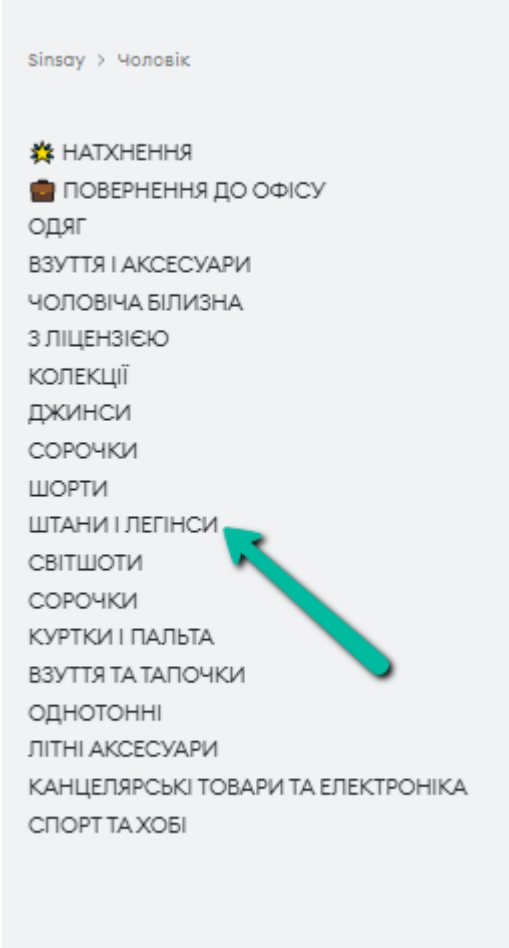 Sinsay > Чоловік
🌟 НАТХНЕННЯ
💼 ПОВЕРНЕННЯ ДО ОФІСУ
ОДЯГ
ВЗУТТЯ І АКСЕСУАРИ
ЧОЛОВІЧА БІЛИЗНА
З ЛІЦЕНЗІЄЮ
КОЛЕКЦІЇ
ДЖИНСИ
СОРОЧКИ
ШОРТИ
ШТАНИ І ЛЕГІНСИ
СВІТШОТИ
СОРОЧКИ
КУРТКИ І ПАЛЬТА
ВЗУТТЯ ТА ТАПОЧКИ
ОДНОТОННІ
ЛІТНІ АКСЕСУАРИ
КАНЦЕЛЯРСЬКІ ТОВАРИ ТА ЕЛЕКТРОНІКА
СПОРТ ТА ХОБІ